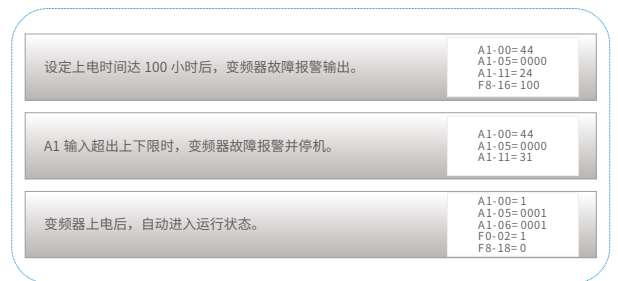 设定上电时间达 100 小时后，变频器故障报警输出。
A1-00=44
A1-05=0000
A1-11=24
F8-16=100
A1 输入超出上下限时，变频器故障报警并停机。
A1-00=44
A1-05=0000
A1-11=31
变频器上电后，自动进入运行状态。
A1-00=1
A1-05=0001
A1-06=0001
F0-02=1
F8-18=0